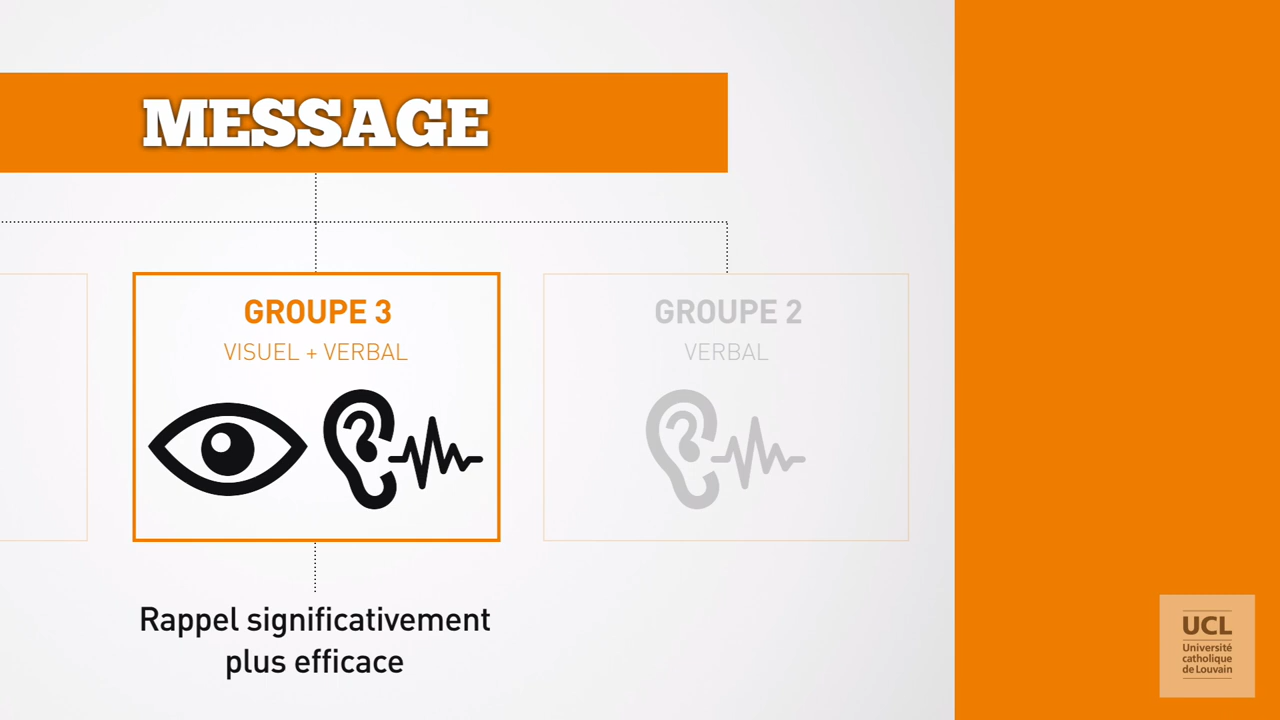 MESSAGE
GROUPE 3
VISUEL + VERBAL
GROUPE 2
VERBAL
Rappel significativement
plus efficace
UCL
Université
catholique
de Louvain